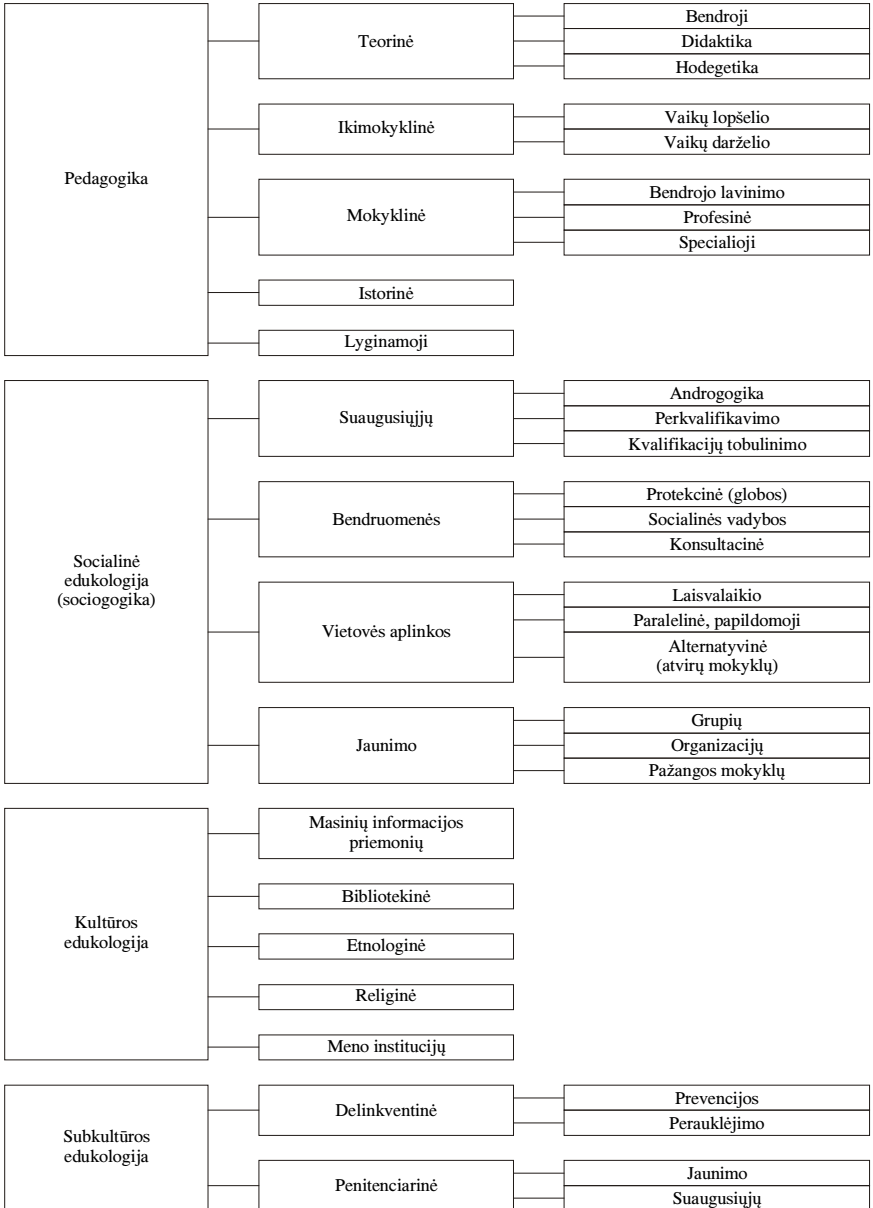 Pedagogika
Teorinė
Bendroji
Didaktika
Hodegetika
Ikimokyklinė
Vaikų lopšelio
Vaikų darželio
Mokyklinė
Bendrojo lavinimo
Profesinė
Specialioji
Istorinė
Lyginamoji
Socialinė
edukologija
(sociogogika)
Suaugusiųjjų
Androgogika
Perkvalifikavimo
Kvalifikacijų tobulinimo
Bendruomenės
Protekcinė (globos)
Socialinės vadybos
Konsultacinė
Vietovės aplinkos
Laisvalaikio
Paralelinė, papildomoji
Alternatyvinė
(atvirų mokyklų)
Jaunimo
Grupių
Organizacijų
Pažangos mokyklų
Kultūros
edukologija
Masinių informacijos
priemonių
Bibliotekinė
Etnologinė
Religinė
Meno institucijų
Subkultūros
edukologija
Delinkventinė
Prevencijos
Perauklėjimo
Penitenciarinė
Jaunimo
Suaugusiųjų